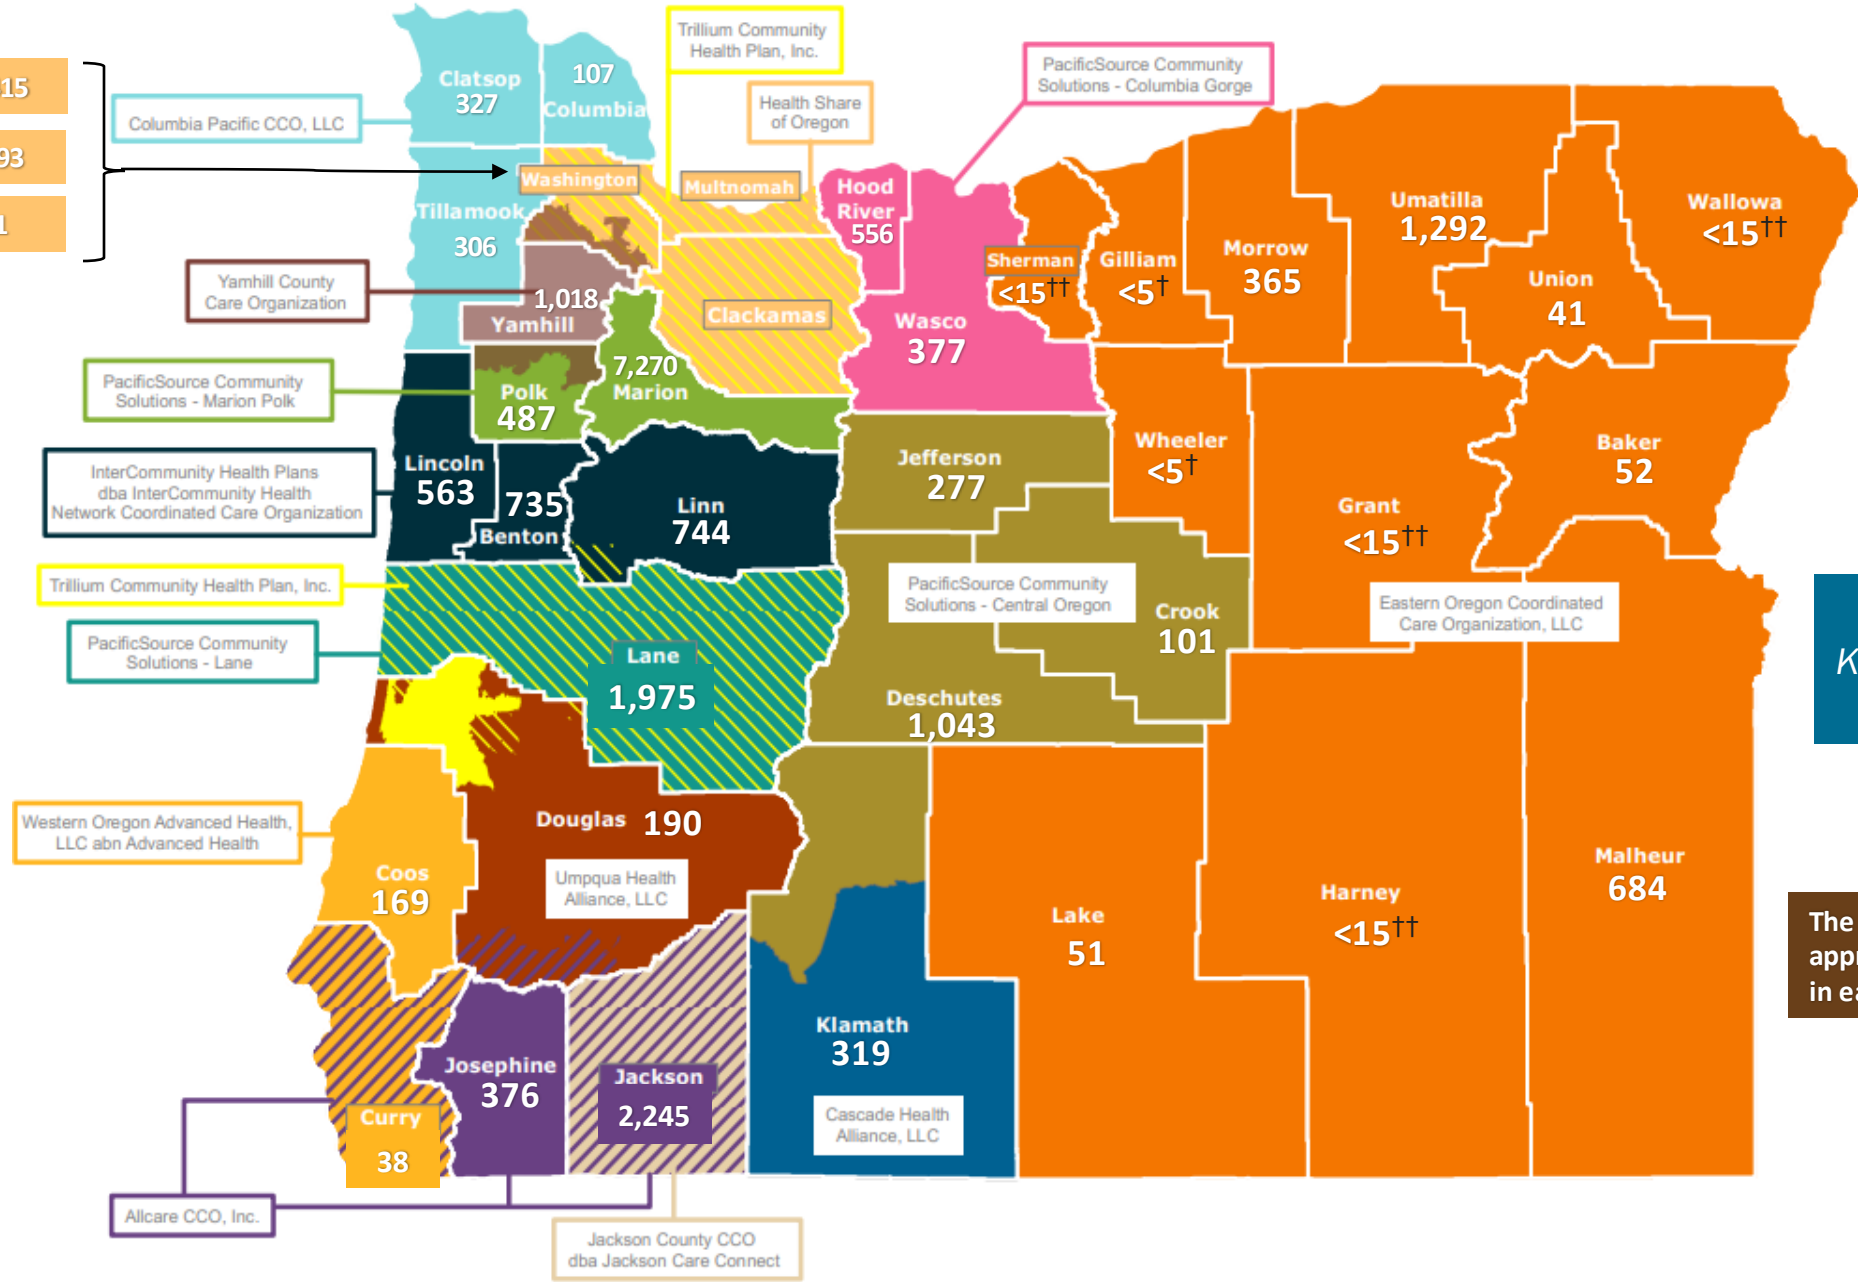 Trillium Community
Health Plan, Inc.
PacificSource Community
Solutions - Columbia Gorge
15
93
1
Clatsop
327
107
Columbia
Columbia Pacific CCO, LLC
Health Share
of Oregon
Washington
Multnomah
Tillamook
306
Hood
River
556
Sherman
<15††
Gilliam
<5†
Morrow
365
Umatilla
1,292
Wallowa
<15††
Union
41
Yamhill County
Care Organization
1,018
Yamhill
Clackamas
Wasco
377
PacificSource Community
Solutions - Marion Polk
Polk
487
7,270
Marion
InterCommunity Health Plans
dba InterCommunity Health
Network Coordinated Care Organization
Lincoln
563
735
Benton
Linn
744
Jefferson
277
Wheeler
<5†
Grant
<15††
Baker
52
Trillium Community Health Plan, Inc.
PacificSource Community
Solutions - Lane
Lane
1,975
PacificSource Community
Solutions - Central Oregon
Crook
101
Deschutes
1,043
Eastern Oregon Coordinated
Care Organization, LLC
K
Western Oregon Advanced Health,
LLC abn Advanced Health
Coos
169
Douglas 190
Umpqua Health
Alliance, LLC
Lake
51
Harney
<15††
Malheur
684
The
appr
in ea
Klamath
319
Cascade Health
Alliance, LLC
Josephine
376
Jackson
2,245
Curry
38
Allcare CCO, Inc.
Jackson County CCO
dba Jackson Care Connect